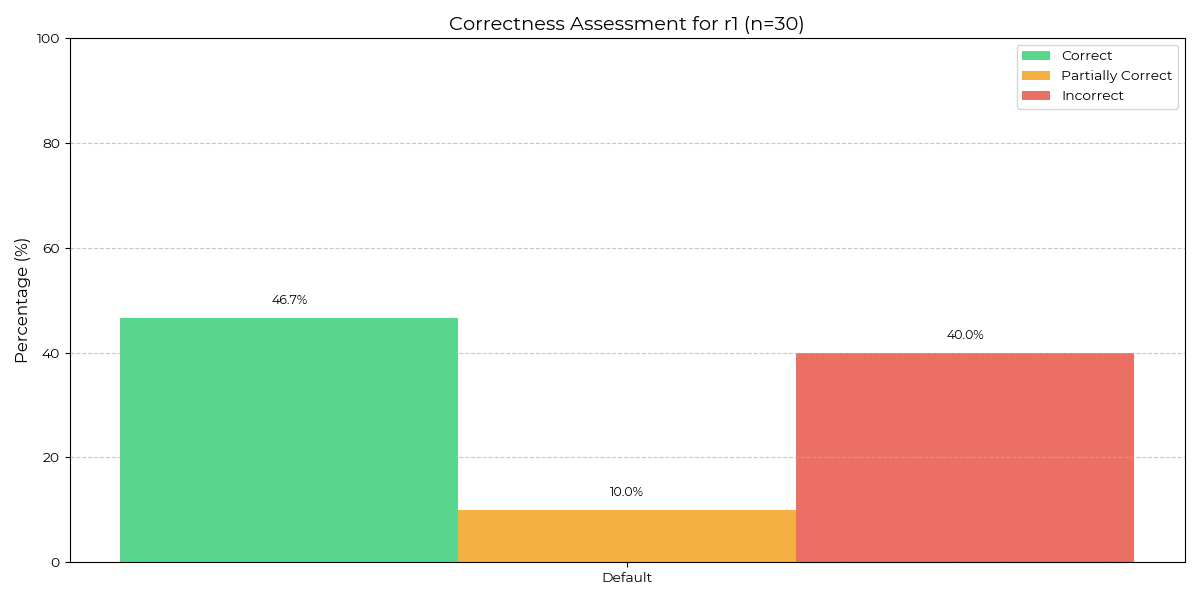 Correctness Assessment for r1 (n=30)
Correct
Partially Correct
Incorrect
Percentage (%)
100
80
60
40
20
0
46.7%
10.0%
40.0%
Default